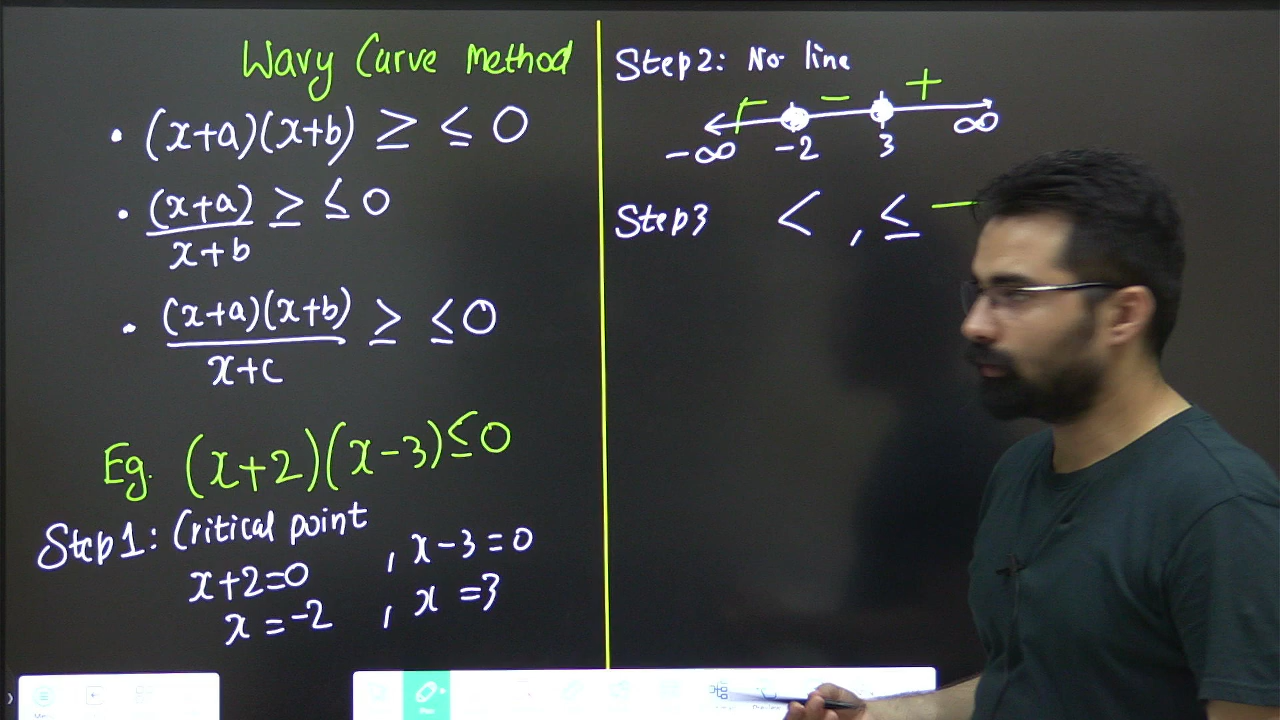 Wavy Curve Method
• (x+a)(x+b) ≥ ≤ 0
• (x+a)/x+b ≥ ≤ 0
• (x+a)(x+b)/x+c ≥ ≤ 0
Eg. (x+2)(x-3) ≤ 0
Step1: Critical point
x+2=0 , x-3=0
x=-2 , x=3
Step2: No line
− +
-∞ -2 3 ∞
Step3 < , ≤ −